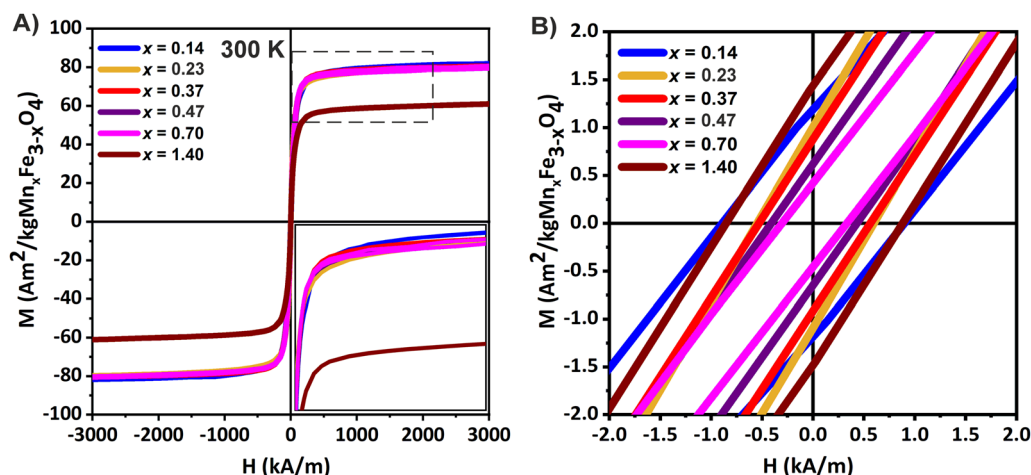 A)
300 K
x = 0.14
x = 0.23
x = 0.37
x = 0.47
x = 0.70
x = 1.40
M (Am²/kgMnₓFe₃₋ₓO₄)
100
80
60
40
20
0
-20
-40
-60
-80
-100
-3000 -2000 -1000 0 1000 2000 3000
H (kA/m)
B)
x = 0.14
x = 0.23
x = 0.37
x = 0.47
x = 0.70
x = 1.40
M (Am²/kgMnₓFe₃₋ₓO₄)
2.0
1.5
1.0
0.5
0.0
-0.5
-1.0
-1.5
-2.0
-2.0 -1.5 -1.0 -0.5 0.0 0.5 1.0 1.5 2.0
H (kA/m)